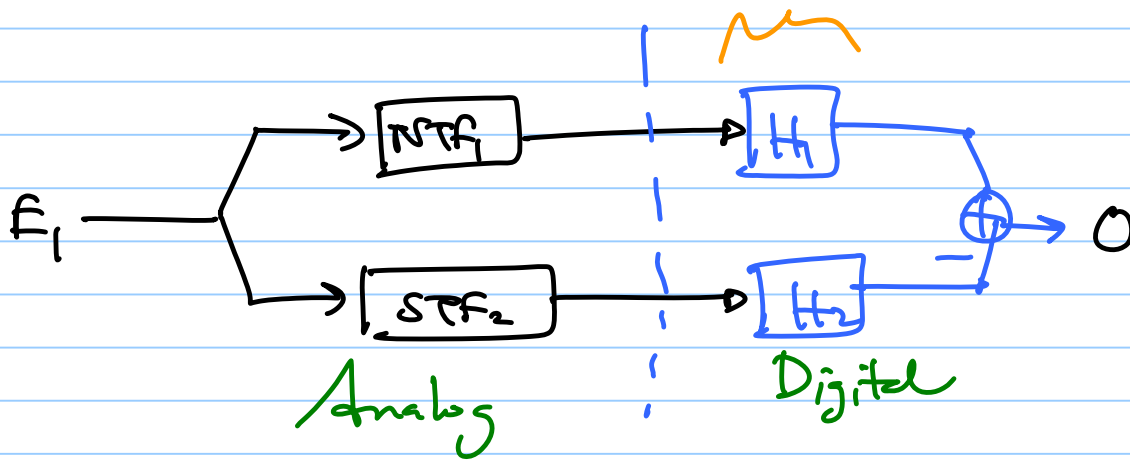 NTF₁
H₁
E₁
O
−
STF₂
H₂
Analog
Digital